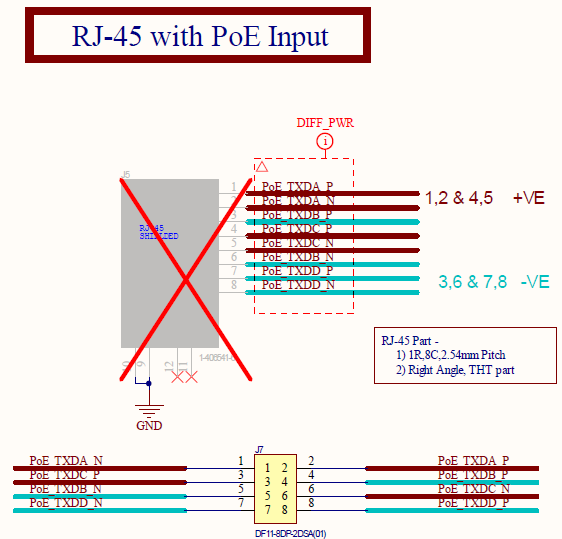 RJ-45 with PoE Input
DIFF_PWR
i
J5
1 PoE_TXDA_P
PoE_TXDA_N
3 PoE_TXDB_P
4 PoE_TXDC_P
5 PoE_TXDC_N
6 PoE_TXDB_N
7 PoE_TXDD_P
8 PoE_TXDD_N
RJ-45
SHIELDED
1,2 & 4,5 +VE
3,6 & 7,8 -VE
10 9 12 11
GND
RJ-45 Part -
1) 1R,8C,2.54mm Pitch
2) Right Angle, THT part
J7
PoE_TXDA_N 1 1 2 2 PoE_TXDA_P
PoE_TXDC_P 3 3 4 4 PoE_TXDB_P
PoE_TXDB_N 5 5 6 6 PoE_TXDC_N
PoE_TXDD_N 7 7 8 8 PoE_TXDD_P
DF11-8DP-2DSA(01)